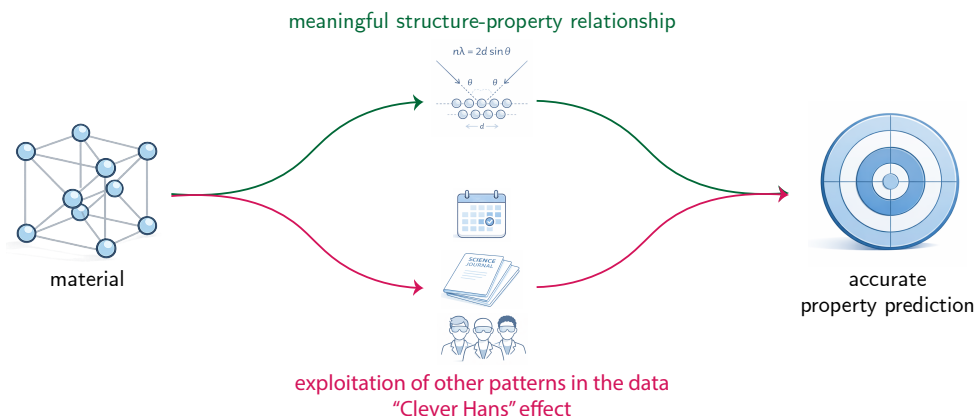 meaningful structure-property relationship
nλ = 2d sin θ
θ θ
d
SCIENCE
JOURNAL
material
accurate
property prediction
exploitation of other patterns in the data
“Clever Hans” effect